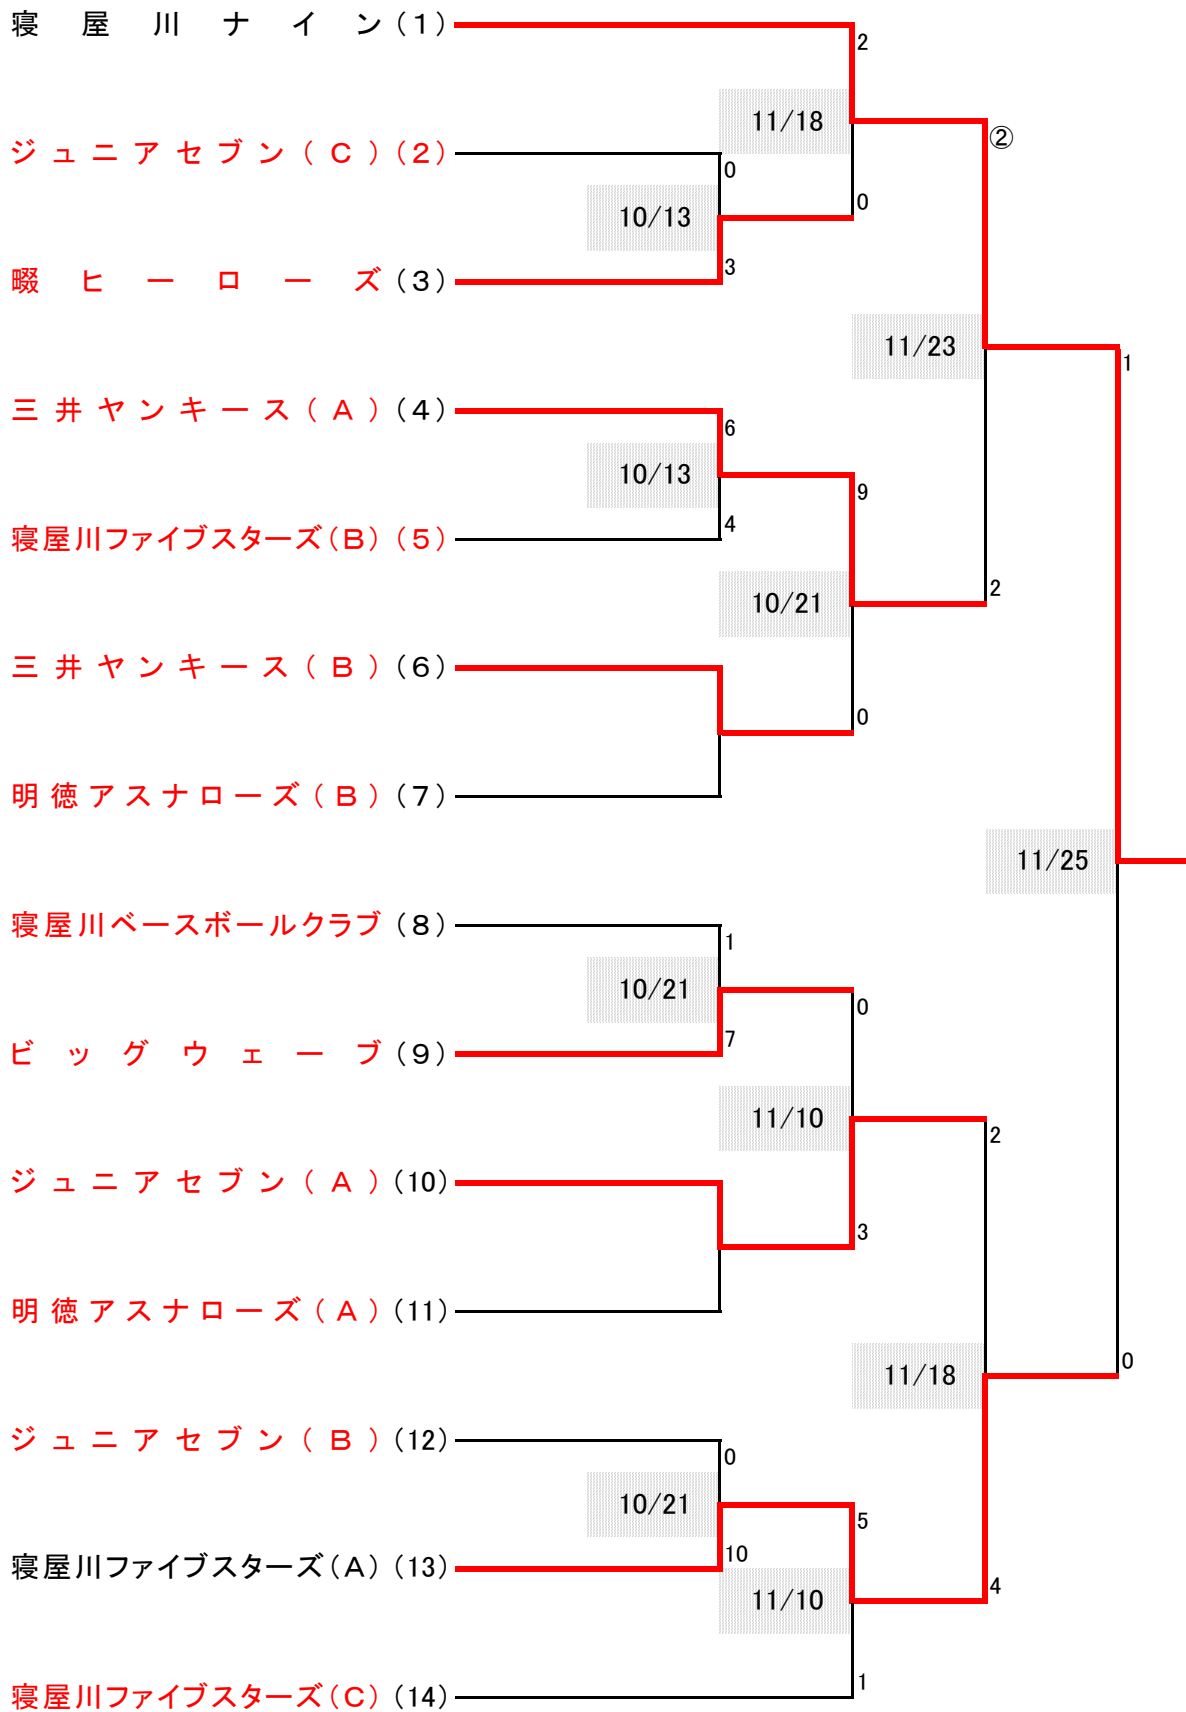 寝屋川ナイン(1)
2
11/18
②
ジュニアセブン(C)(2)
0
0
10/13
畷ヒーローズ(3)
3
11/23
1
三井ヤンキース(A)(4)
6
10/13
9
寝屋川ファイブスターズ(B)(5)
4
2
10/21
三井ヤンキース(B)(6)
0
明徳アスナローズ(B)(7)
11/25
寝屋川ベースボールクラブ(8)
1
10/21
0
ビッグウェーブ(9)
7
11/10
2
ジュニアセブン(A)(10)
3
明徳アスナローズ(A)(11)
0
11/18
ジュニアセブン(B)(12)
0
10/21
5
寝屋川ファイブスターズ(A)(13)
10
4
11/10
寝屋川ファイブスターズ(C)(14)
1